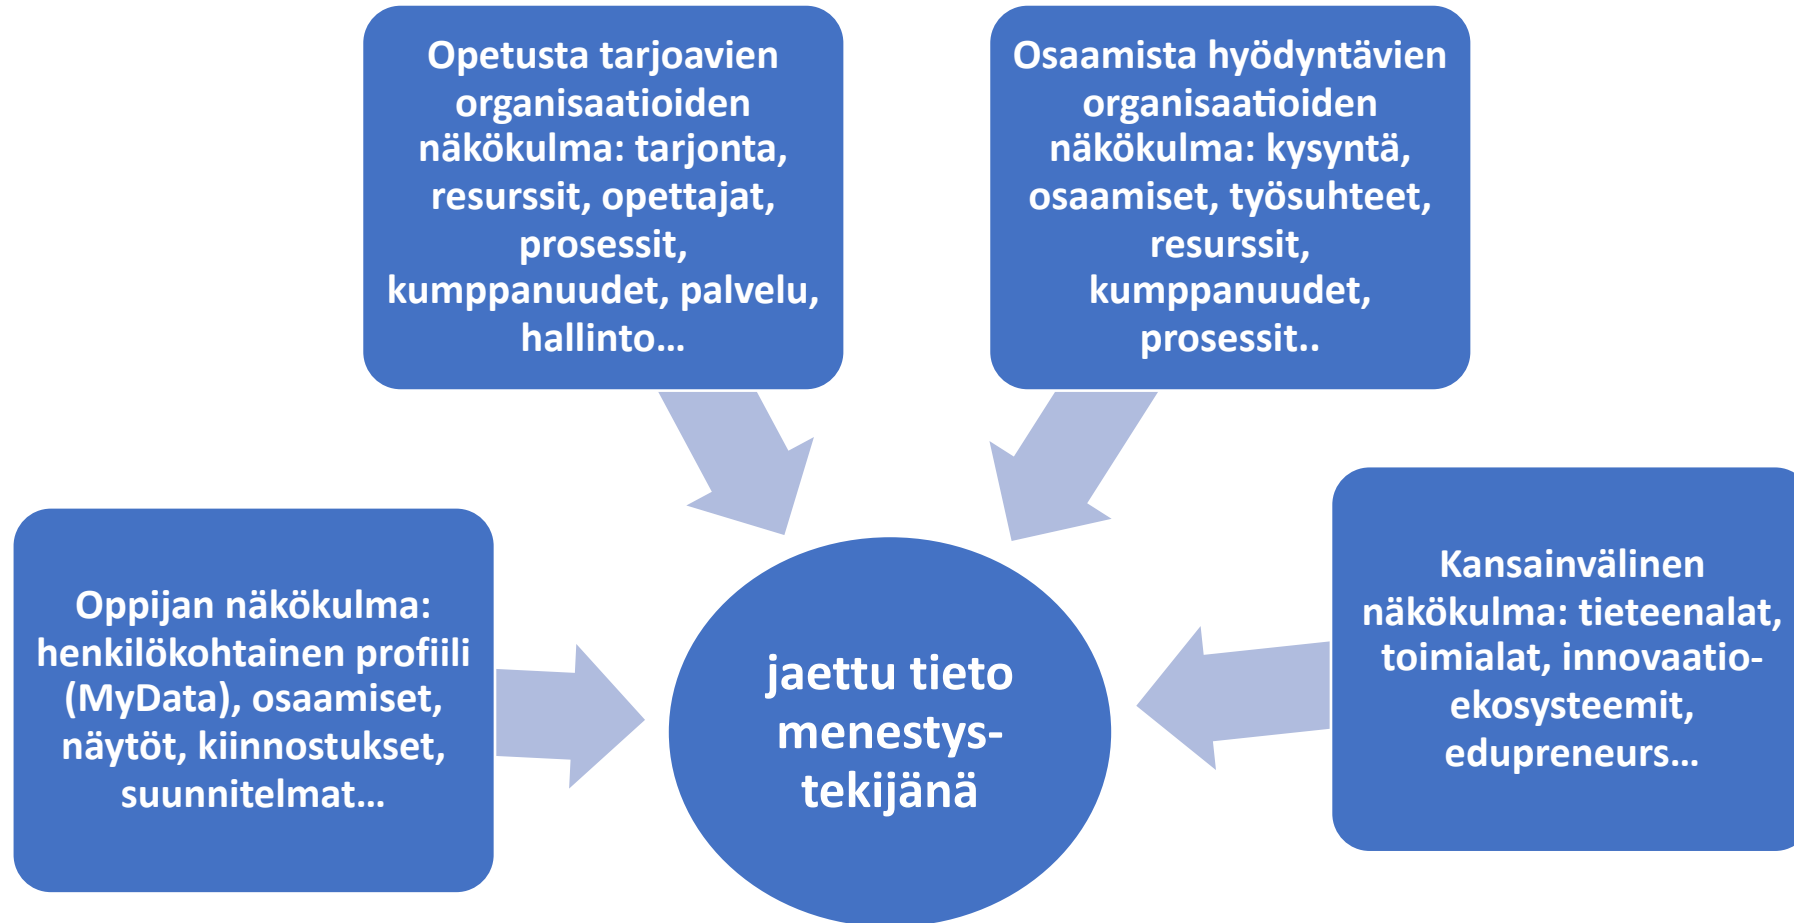 Opetusta tarjoavien
organisaatioiden
näkökulma: tarjonta,
resurssit, opettajat,
prosessit,
kumppanuudet, palvelu,
hallinto…
Osaamista hyödyntävien
organisaatioiden
näkökulma: kysyntä,
osaamiset, työsuhteet,
resurssit,
kumppanuudet,
prosessit..
Oppijan näkökulma:
henkilökohtainen profiili
(MyData), osaamiset,
näytöt, kiinnostukset,
suunnitelmat…
jaettu tieto
menestys-
tekijänä
Kansainvälinen
näkökulma: tieteenalat,
toimialat, innovaatio-
ekosysteemit,
edupreneurs…